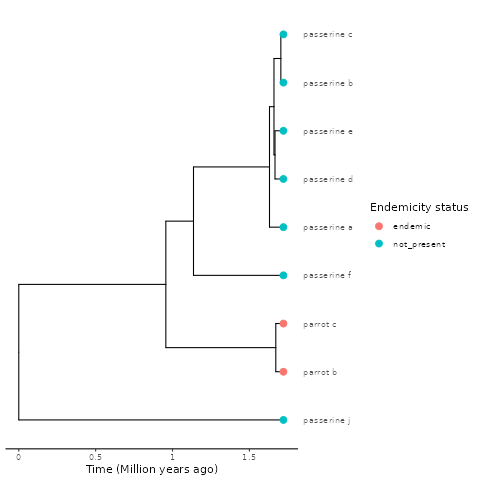 passerine c
passerine b
passerine e
passerine d
passerine a
passerine f
parrot c
parrot b
passerine j
Endemicity status
endemic
not_present
0 0.5 1 1.5
Time (Million years ago)